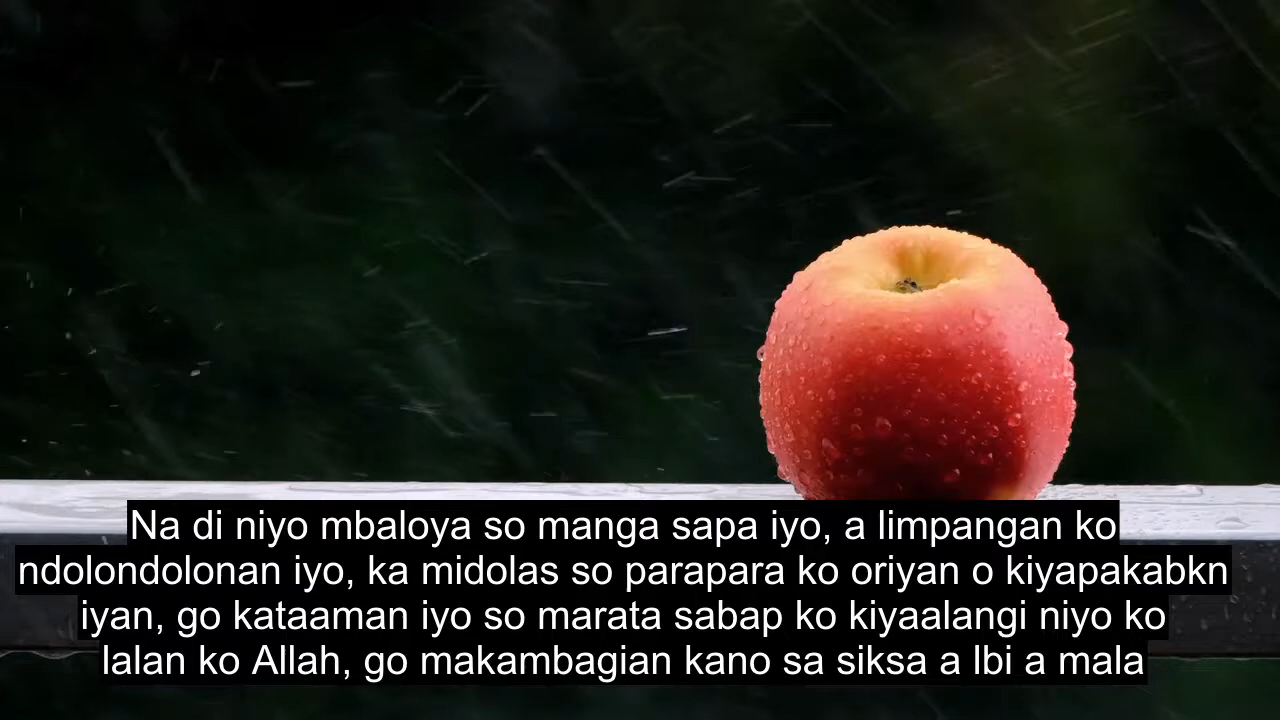 Na di niyo mbaloya so manga sapa iyo, a limpangan ko
ndolondolonan iyo, ka midolas so parapara ko oriyan o kiyapakabkn
iyan, go kataaman iyo so marata sabap ko kiyaalangi niyo ko
lalan ko Allah, go makambagian kano sa siksa a lbi a mala